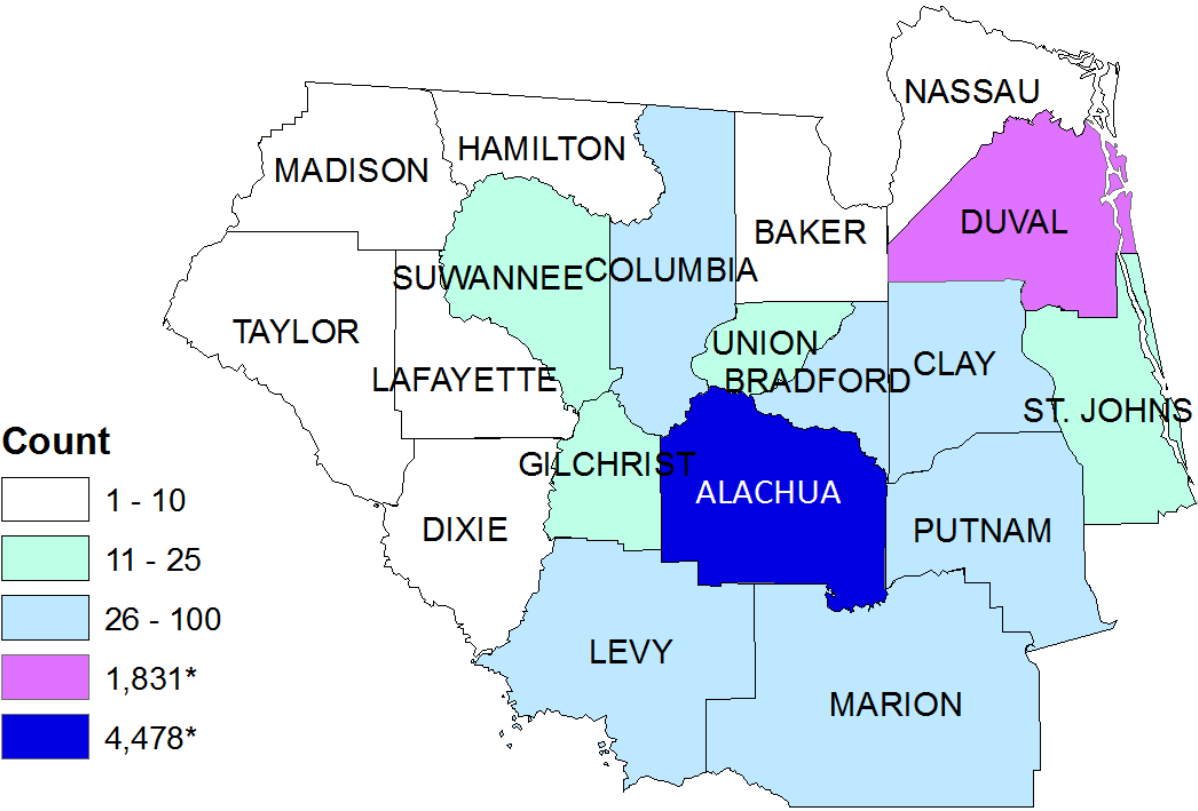 NASSAU
HAMILTON
MADISON
DUVAL
BAKER
SUWANNEE
COLUMBIA
TAYLOR
UNION
LAFAYETTE
BRADFORD
CLAY
ST. JOHNS
GILCHRIST
ALACHUA
DIXIE
PUTNAM
LEVY
MARION
Count
1 - 10
11 - 25
26 - 100
1,831*
4,478*